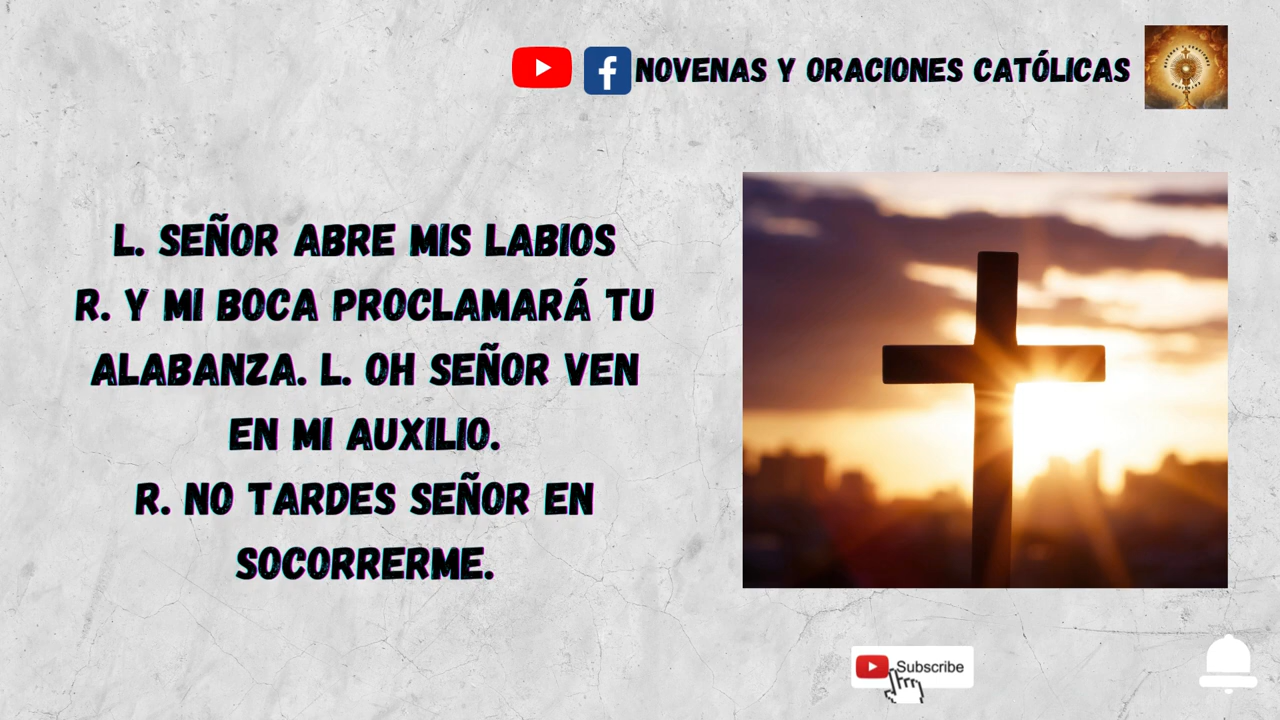 NOVENAS Y ORACIONES CATÓLICAS
L. SEÑOR ABRE MIS LABIOS
R. Y MI BOCA PROCLAMARÁ TU
ALABANZA. L. OH SEÑOR VEN
EN MI AUXILIO.
R. NO TARDES SEÑOR EN
SOCORRERME.
Subscribe